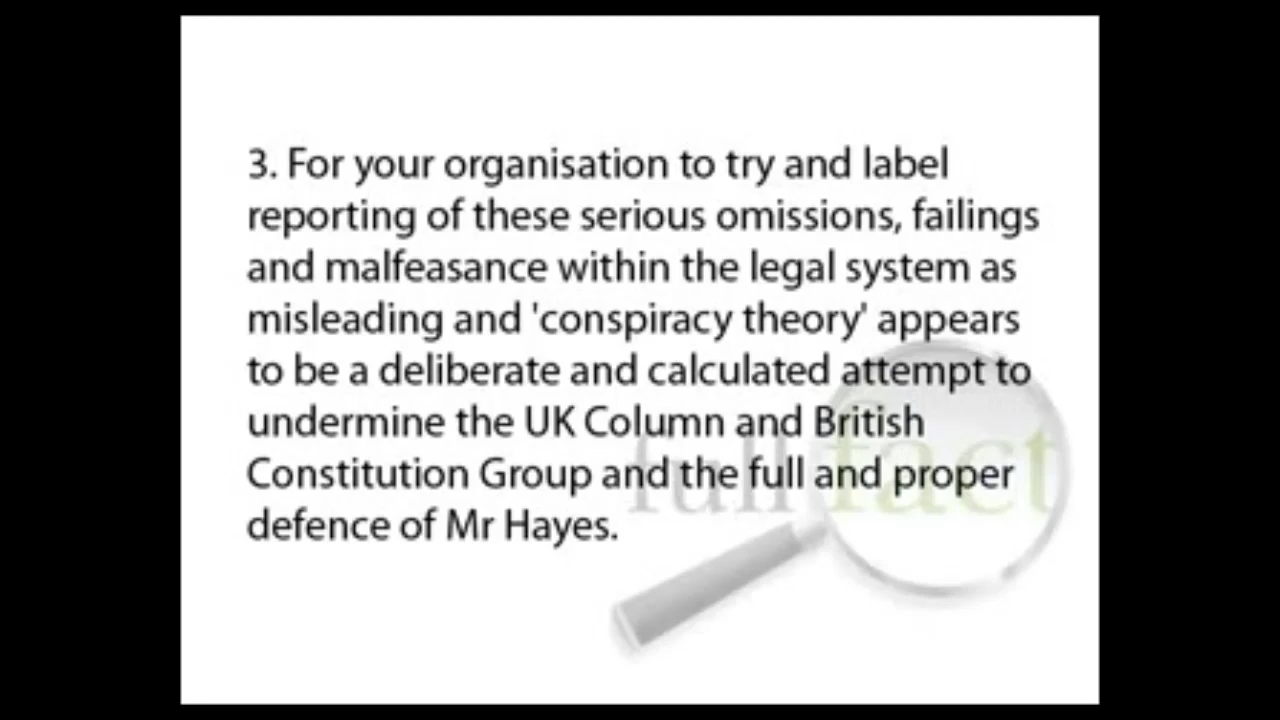 3. For your organisation to try and label
reporting of these serious omissions, failings
and malfeasance within the legal system as
misleading and 'conspiracy theory' appears
to be a deliberate and calculated attempt to
undermine the UK Column and British
Constitution Group and the full and proper
defence of Mr Hayes.
full fact